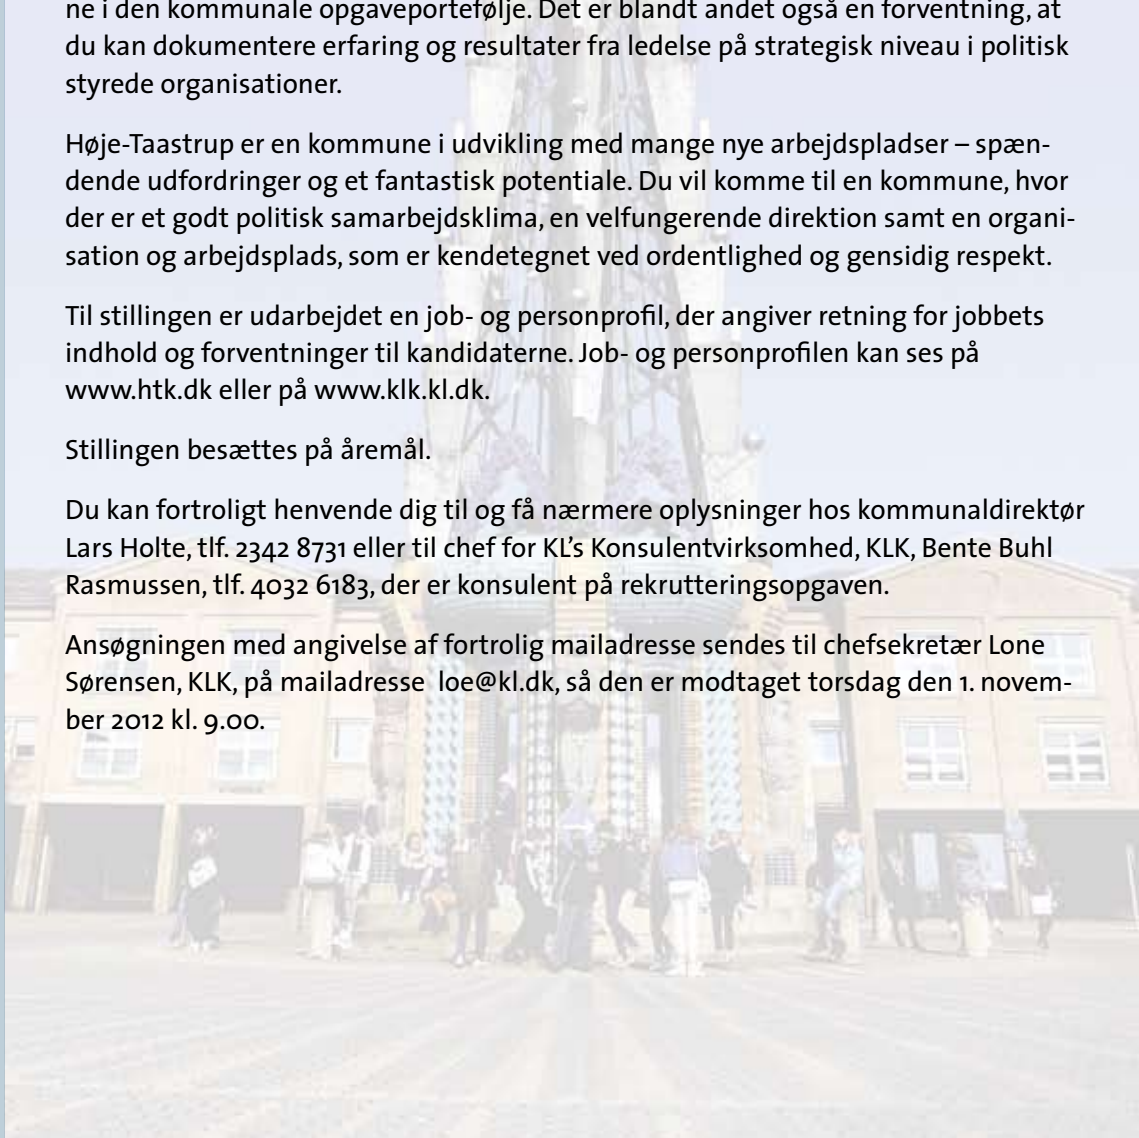 ne i den kommunale opgaveportefølje. Det er blandt andet også en forventning, at
du kan dokumentere erfaring og resultater fra ledelse på strategisk niveau i politisk
styrede organisationer.
Høje-Taastrup er en kommune i udvikling med mange nye arbejdspladser – spæn-
dende udfordringer og et fantastisk potentiale. Du vil komme til en kommune, hvor
der er et godt politisk samarbejdsklima, en velfungerende direktion samt en organi-
sation og arbejdsplads, som er kendetegnet ved ordentlighed og gensidig respekt.
Til stillingen er udarbejdet en job- og personprofil, der angiver retning for jobbets
indhold og forventninger til kandidaterne. Job- og personprofilen kan ses på
www.htk.dk eller på www.klk.kl.dk.
Stillingen besættes på åremål.
Du kan fortroligt henvende dig til og få nærmere oplysninger hos kommunaldirektør
Lars Holte, tlf. 2342 8731 eller til chef for KL's Konsulentvirksomhed, KLK, Bente Buhl
Rasmussen, tlf. 4032 6183, der er konsulent på rekrutteringsopgaven.
Ansøgningen med angivelse af fortrolig mailadresse sendes til chefsekretær Lone
Sørensen, KLK, på mailadresse  loe@kl.dk, så den er modtaget torsdag den 1. novem-
ber 2012 kl. 9.00.